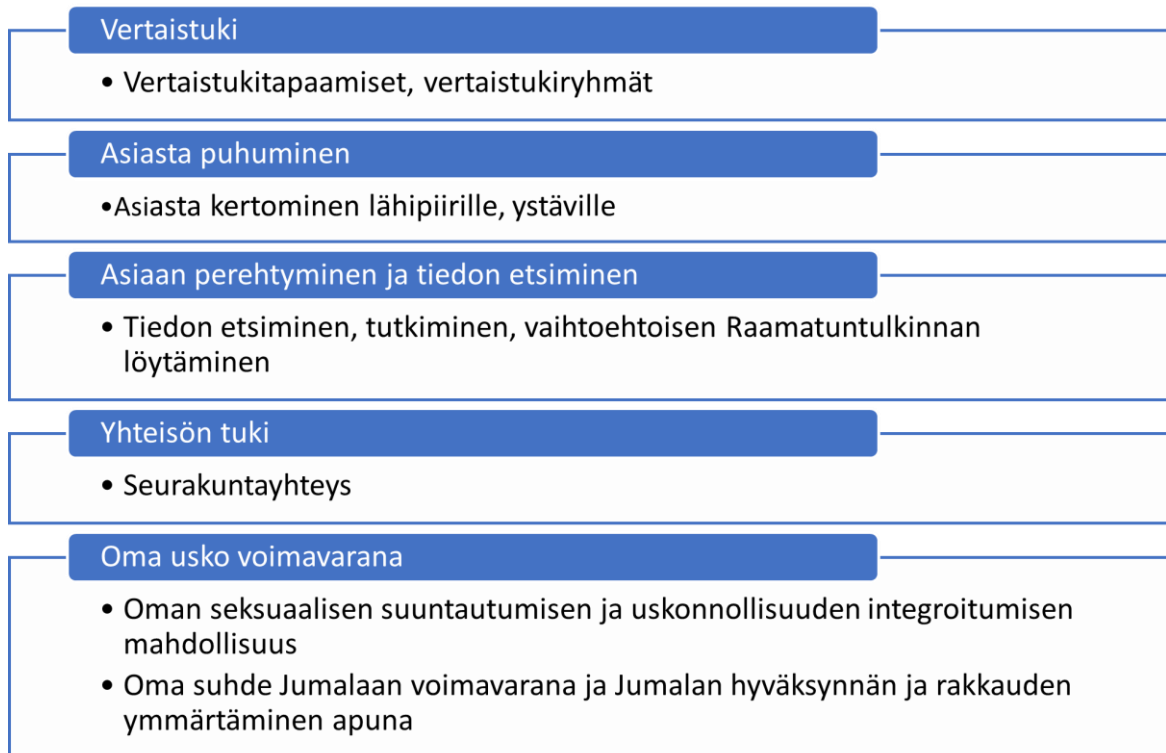 Vertaistuki
• Vertaistukitapaamiset, vertaistukiryhmät
Asiasta puhuminen
•Asiasta kertominen lähipiirille, ystäville
Asiaan perehtyminen ja tiedon etsiminen
• Tiedon etsiminen, tutkiminen, vaihtoehtoisen Raamatuntulkinnan
löytäminen
Yhteisön tuki
• Seurakuntayhteys
Oma usko voimavarana
• Oman seksuaalisen suuntautumisen ja uskonnollisuuden integroitumisen
mahdollisuus
• Oma suhde Jumalaan voimavarana ja Jumalan hyväksynnän ja rakkauden
ymmärtäminen apuna